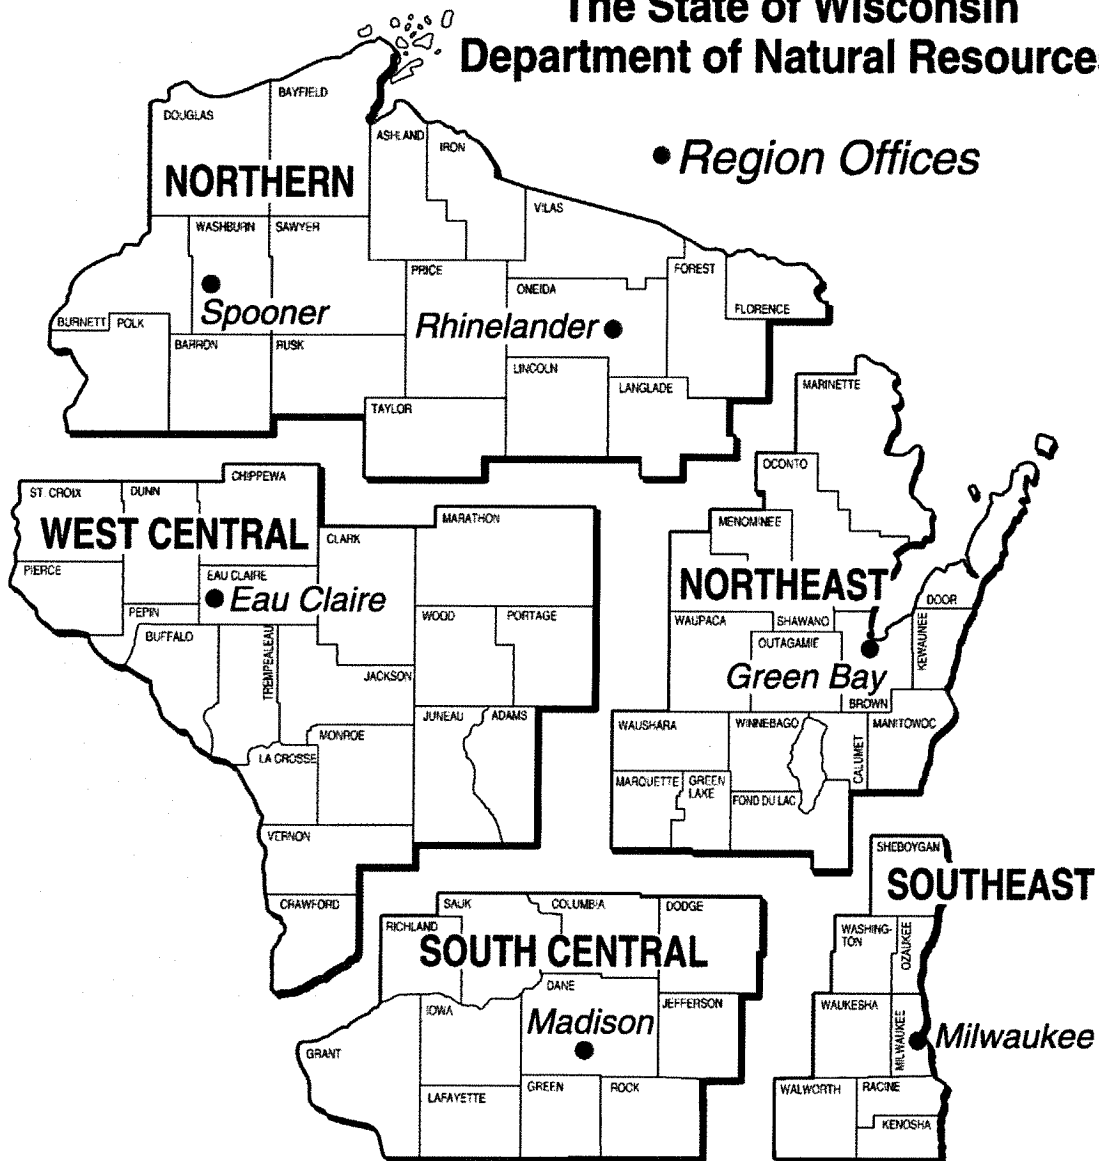 The State of Wisconsin
Department of Natural Resources
Region Offices
BAYFIELD
DOUGLAS
ASHLAND
IRON
NORTHERN
VILAS
WASHBURN
SAWYER
PRICE
FOREST
ONEIDA
FLORENCE
Spooner
Rhinelander
BURNETT
POLK
BARRON
RUSK
LINCOLN
LANGLADE
TAYLOR
MARINETTE
OCONTO
CHIPPEWA
ST. CROIX
DUNN
MARATHON
MENOMINEE
WEST CENTRAL
CLARK
PIERCE
EAU CLAIRE
Eau Claire
NORTHEAST
DOOR
PEPIN
BUFFALO
WOOD
PORTAGE
WAUPACA
SHAWANO
OUTAGAMIE
KEWAUNEE
TREMPEALEAU
JACKSON
Green Bay
BROWN
JUNEAU
ADAMS
WAUSHARA
WINNEBAGO
MANITOWOC
MONROE
CALUMET
LA CROSSE
MARQUETTE
GREEN
LAKE
FOND DU LAC
VERNON
SHEBOYGAN
SOUTHEAST
CRAWFORD
SAUK
COLUMBIA
DODGE
RICHLAND
WASHING-
TON
OZAUKEE
SOUTH CENTRAL
DANE
IOWA
JEFFERSON
WAUKESHA
MILWAUKEE
Madison
Milwaukee
GRANT
LAFAYETTE
GREEN
ROCK
WALWORTH
RACINE
KENOSHA